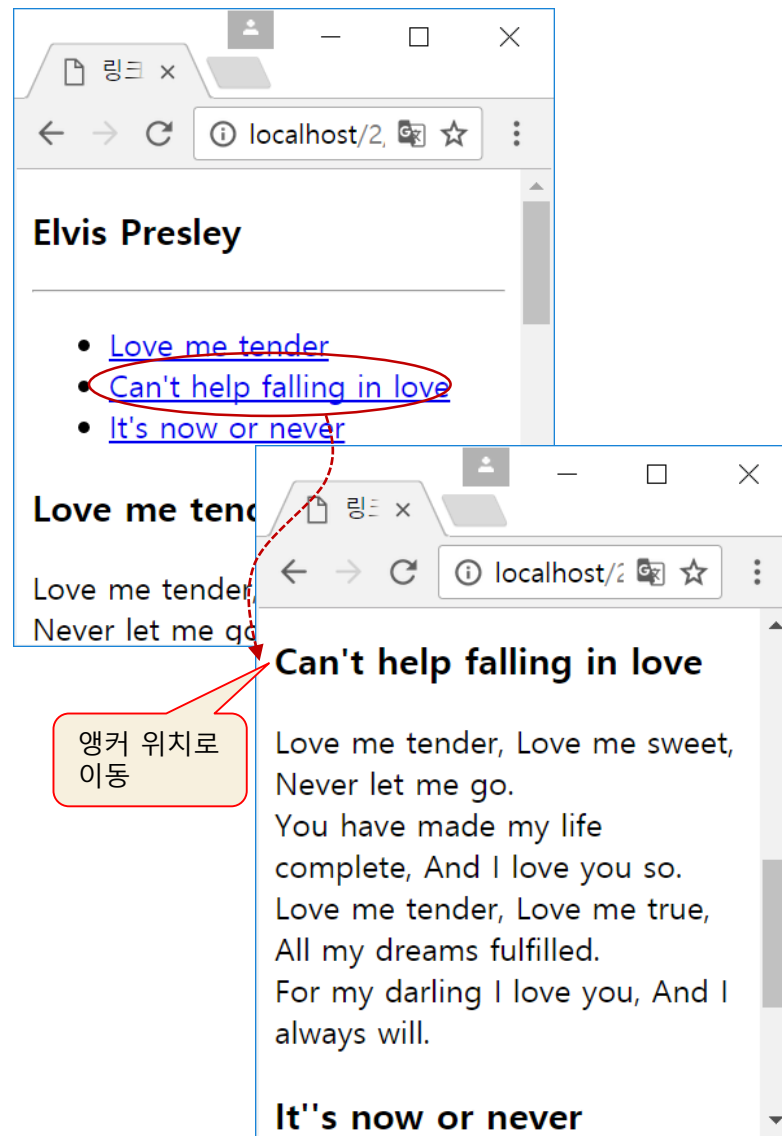 링크
localhost/2,
Elvis Presley
Love me tender
Can't help falling in love
It's now or never
Love me tend
Love me tender,
Never let me go
링
localhost/2
Can't help falling in love
앵커 위치로
이동
Love me tender, Love me sweet,
Never let me go.
You have made my life
complete, And I love you so.
Love me tender, Love me true,
All my dreams fulfilled.
For my darling I love you, And I
always will.
It''s now or never